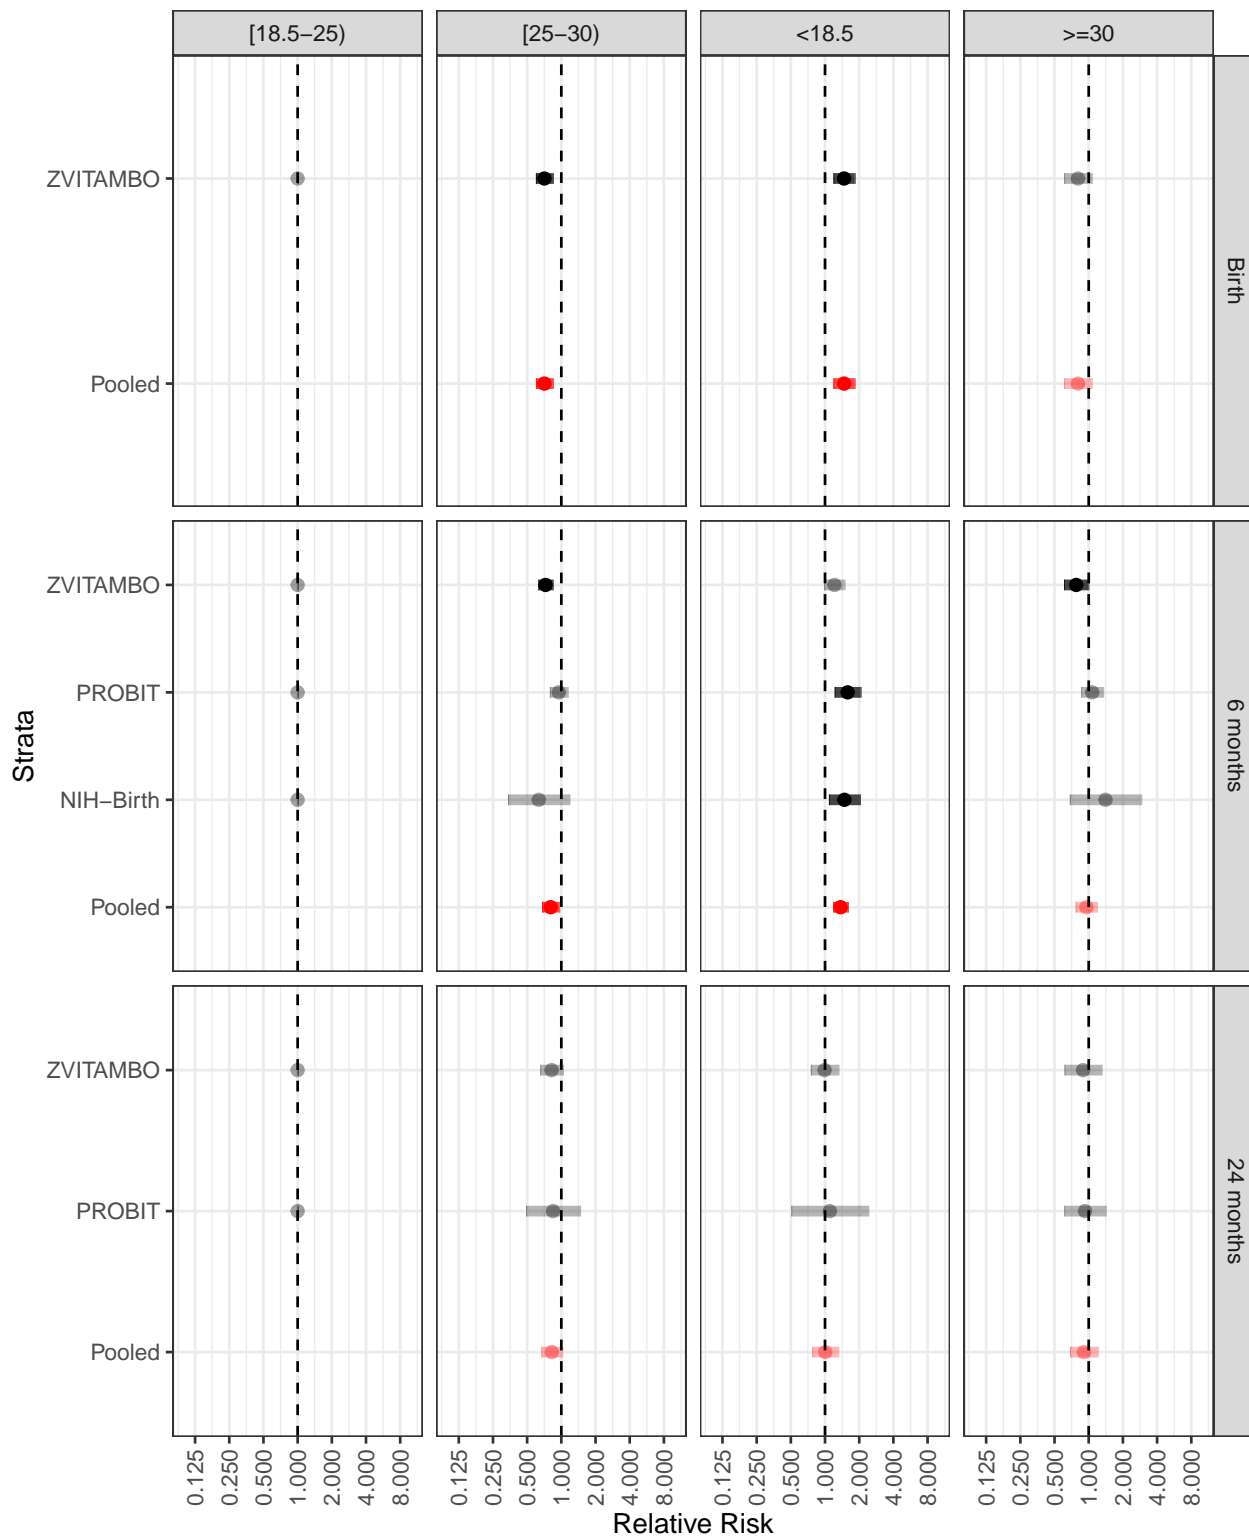 [18.5−25)
[25−30)
<18.5
>=30
ZVITAMBO
Pooled
Birth
ZVITAMBO
PROBIT
NIH−Birth
Pooled
6 months
ZVITAMBO
PROBIT
Pooled
24 months
Strata
0.125 0.250 0.500 1.000 2.000 4.000 8.000
0.125 0.250 0.500 1.000 2.000 4.000 8.000
0.125 0.250 0.500 1.000 2.000 4.000 8.000
0.125 0.250 0.500 1.000 2.000 4.000 8.000
Relative Risk